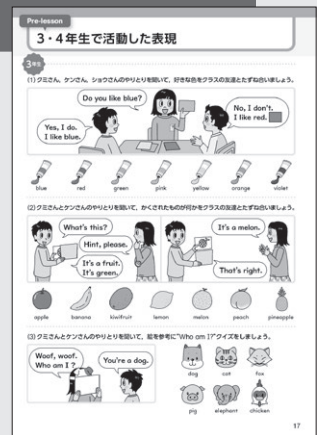 Pre-lesson
3・4年生で活動した表現
3年生
(1) クミさん、ケンさん、ショウさんのやりとりを聞いて、好きな色をグラスの友達とたずね合いましょう。
Do you like blue?
Yes, I do.
I like blue.
No, I don't.
I like red.
blue
red
green
pink
yellow
orange
violet
(2) クミさんとケンさんのやりとりを聞いて、かくされたものが何かをクラスの友達とたずね合いましょう。
What's this?
Hint, please.
It's a fruit.
It's green.
It's a melon.
That's right.
apple
banana
kiwifruit
lemon
melon
peach
pineapple
(3) クミさんとケンさんのやりとりを聞いて、絵を参考に"Who am I?"クイズをしましょう。
Woof, woof.
Who am I?
You're a dog.
dog
cat
fox
pig
elephant
chicken
17